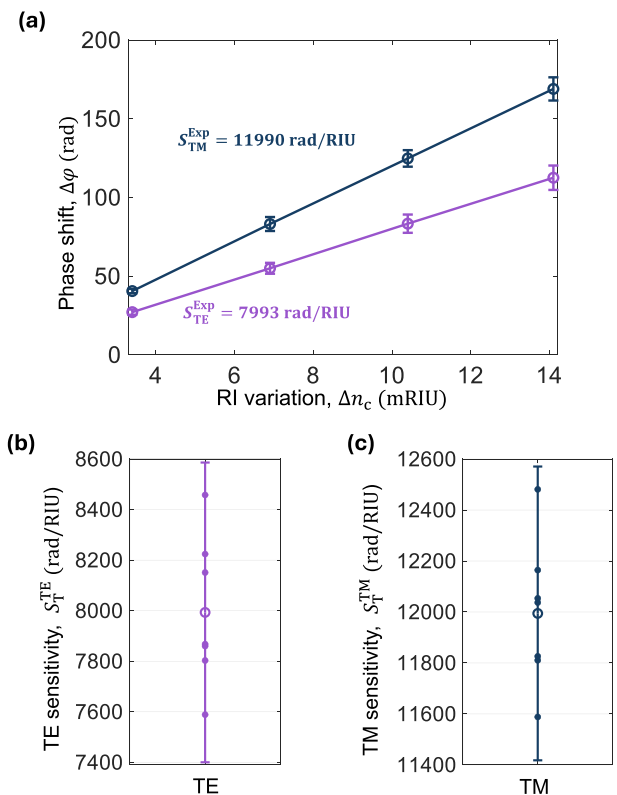 (a)
200
150
100
50
0
Phase shift, Δφ (rad)
S_TM^Exp = 11990 rad/RIU
S_TE^Exp = 7993 rad/RIU
4 6 8 10 12 14
RI variation, Δn_c (mRIU)
(b)
8600
8400
8200
8000
7800
7600
7400
TE sensitivity, S_T^TE (rad/RIU)
TE
(c)
12600
12400
12200
12000
11800
11600
11400
TM sensitivity, S_T^TM (rad/RIU)
TM